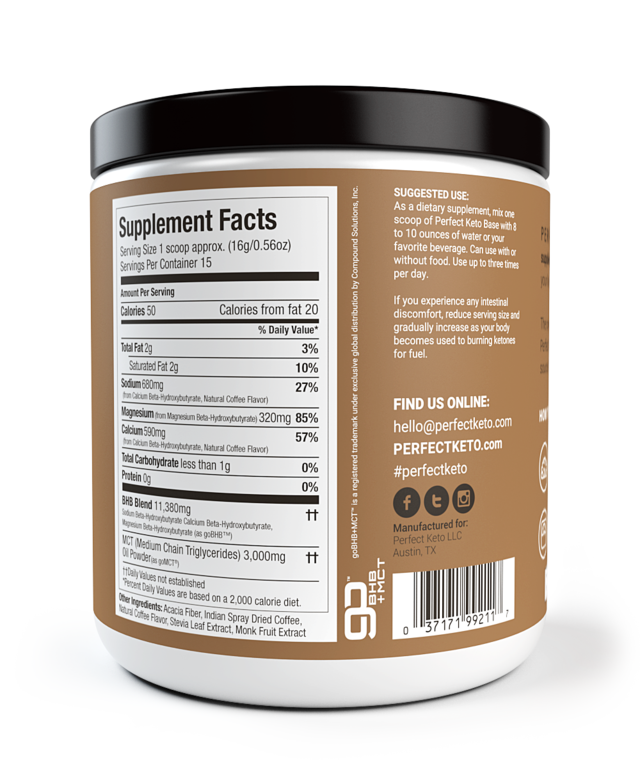 Supplement Facts
Serving Size 1 scoop approx. (16g/0.56oz)
Servings Per Container 15
Amount Per Serving
Calories 50 Calories from fat 20
% Daily Value*
Total Fat 2g 3%
Saturated Fat 2g 10%
Sodium 680mg 27%
(from Calcium Beta-Hydroxybutyrate, Natural Coffee Flavor)
Magnesium (from Magnesium Beta-Hydroxybutyrate) 320mg 85%
Calcium 590mg 57%
(from Calcium Beta-Hydroxybutyrate, Natural Coffee Flavor)
Total Carbohydrate less than 1g 0%
Protein 0g 0%
BHB Blend 11,380mg ††
Sodium Beta-Hydroxybutyrate Calcium Beta-Hydroxybutyrate,
Magnesium Beta-Hydroxybutyrate (as goBHB™)
MCT (Medium Chain Triglycerides) 3,000mg ††
Oil Powder (as goMCT®)
††Daily Values not established
*Percent Daily Values are based on a 2,000 calorie diet.
Other Ingredients: Acacia Fiber, Indian Spray Dried Coffee,
Natural Coffee Flavor, Stevia Leaf Extract, Monk Fruit Extract
goBHB+MCT™ is a registered trademark under exclusive global distribution by Compound Solutions, Inc.
go™
BHB
+MCT
SUGGESTED USE:
As a dietary supplement, mix one
scoop of Perfect Keto Base with 8
to 10 ounces of water or your
favorite beverage. Can use with or
without food. Use up to three times
per day.
If you experience any intestinal
discomfort, reduce serving size and
gradually increase as your body
becomes used to burning ketones
for fuel.
FIND US ONLINE:
hello@perfectketo.com
PERFECTKETO.com
#perfectketo
Manufactured for:
Perfect Keto LLC
Austin, TX
0 37171 99211 7
HOW